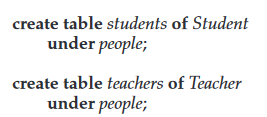 create table students of Student
under people;
create table teachers of Teacher
under people;